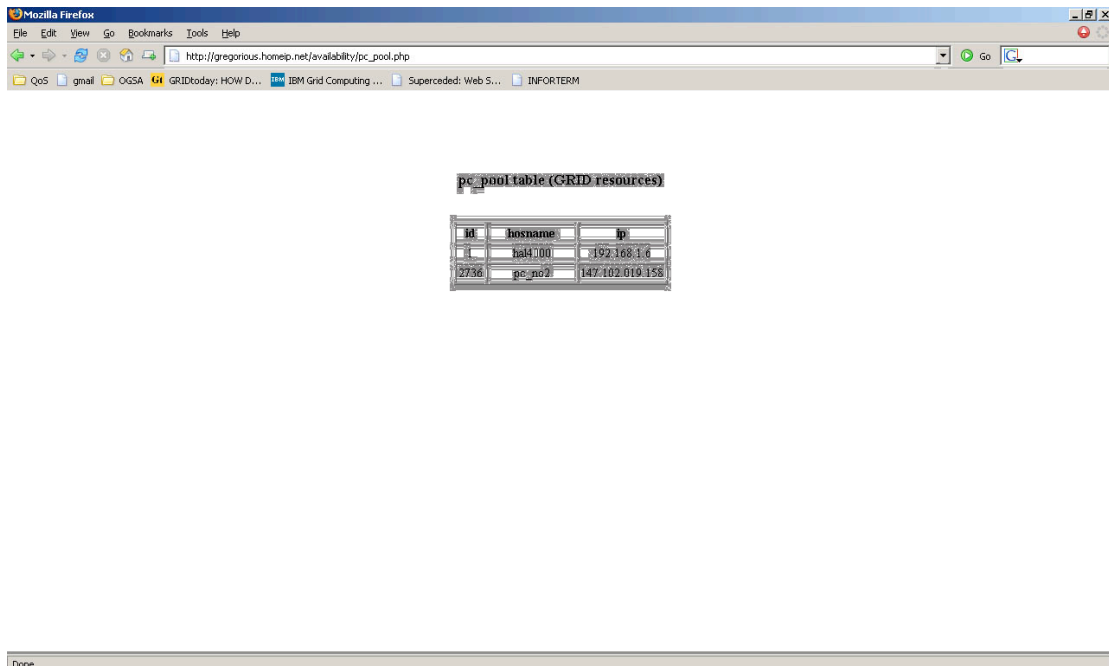 Mozilla Firefox
File Edit View Go Bookmarks Tools Help
http://gregorious.homeip.net/availability/pc_pool.php Go
QoS gmail OGSA Gt GRIDtoday: HOW D... IBM IBM Grid Computing ... Superceded: Web S... INFORTERM
pc_pool table (GRID resources)
id hosname ip
1 192.168.1.6
2736 pc_no2 147.102.019.158
Done